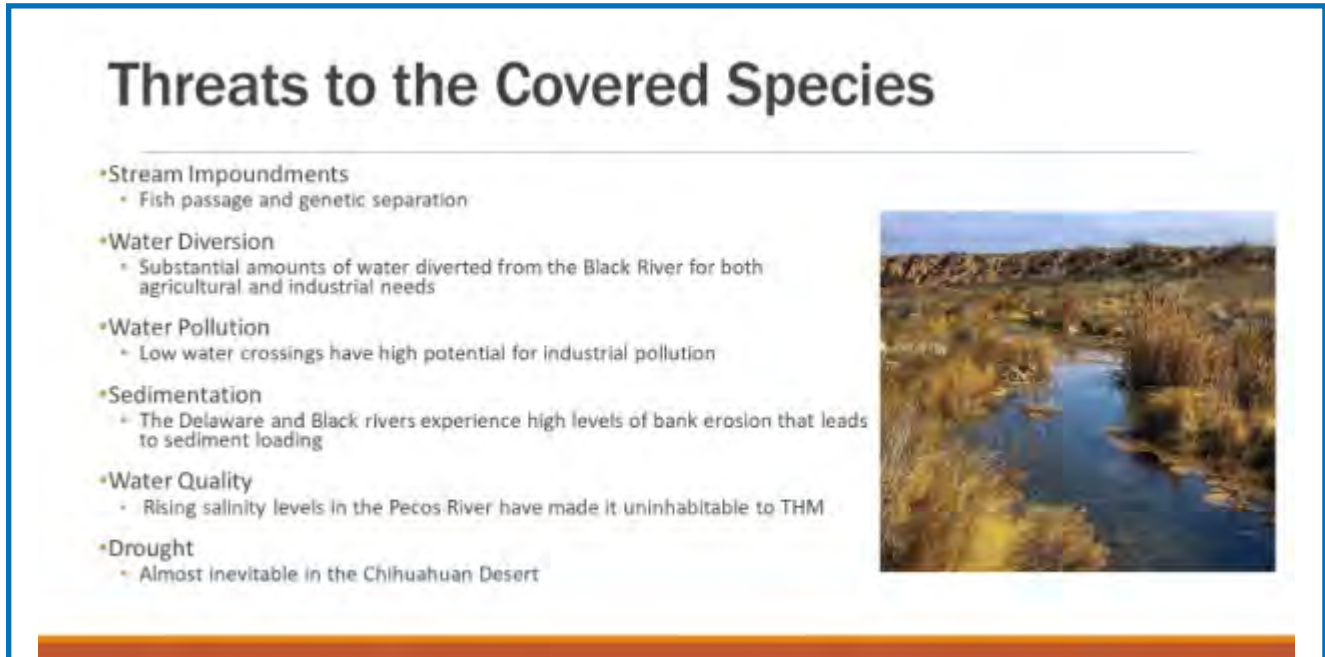 Threats to the Covered Species
•Stream Impoundments
• Fish passage and genetic separation
•Water Diversion
• Substantial amounts of water diverted from the Black River for both
agricultural and industrial needs
•Water Pollution
• Low water crossings have high potential for industrial pollution
•Sedimentation
• The Delaware and Black rivers experience high levels of bank erosion that leads
to sediment loading
•Water Quality
• Rising salinity levels in the Pecos River have made it uninhabitable to THM
•Drought
• Almost inevitable in the Chihuahuan Desert